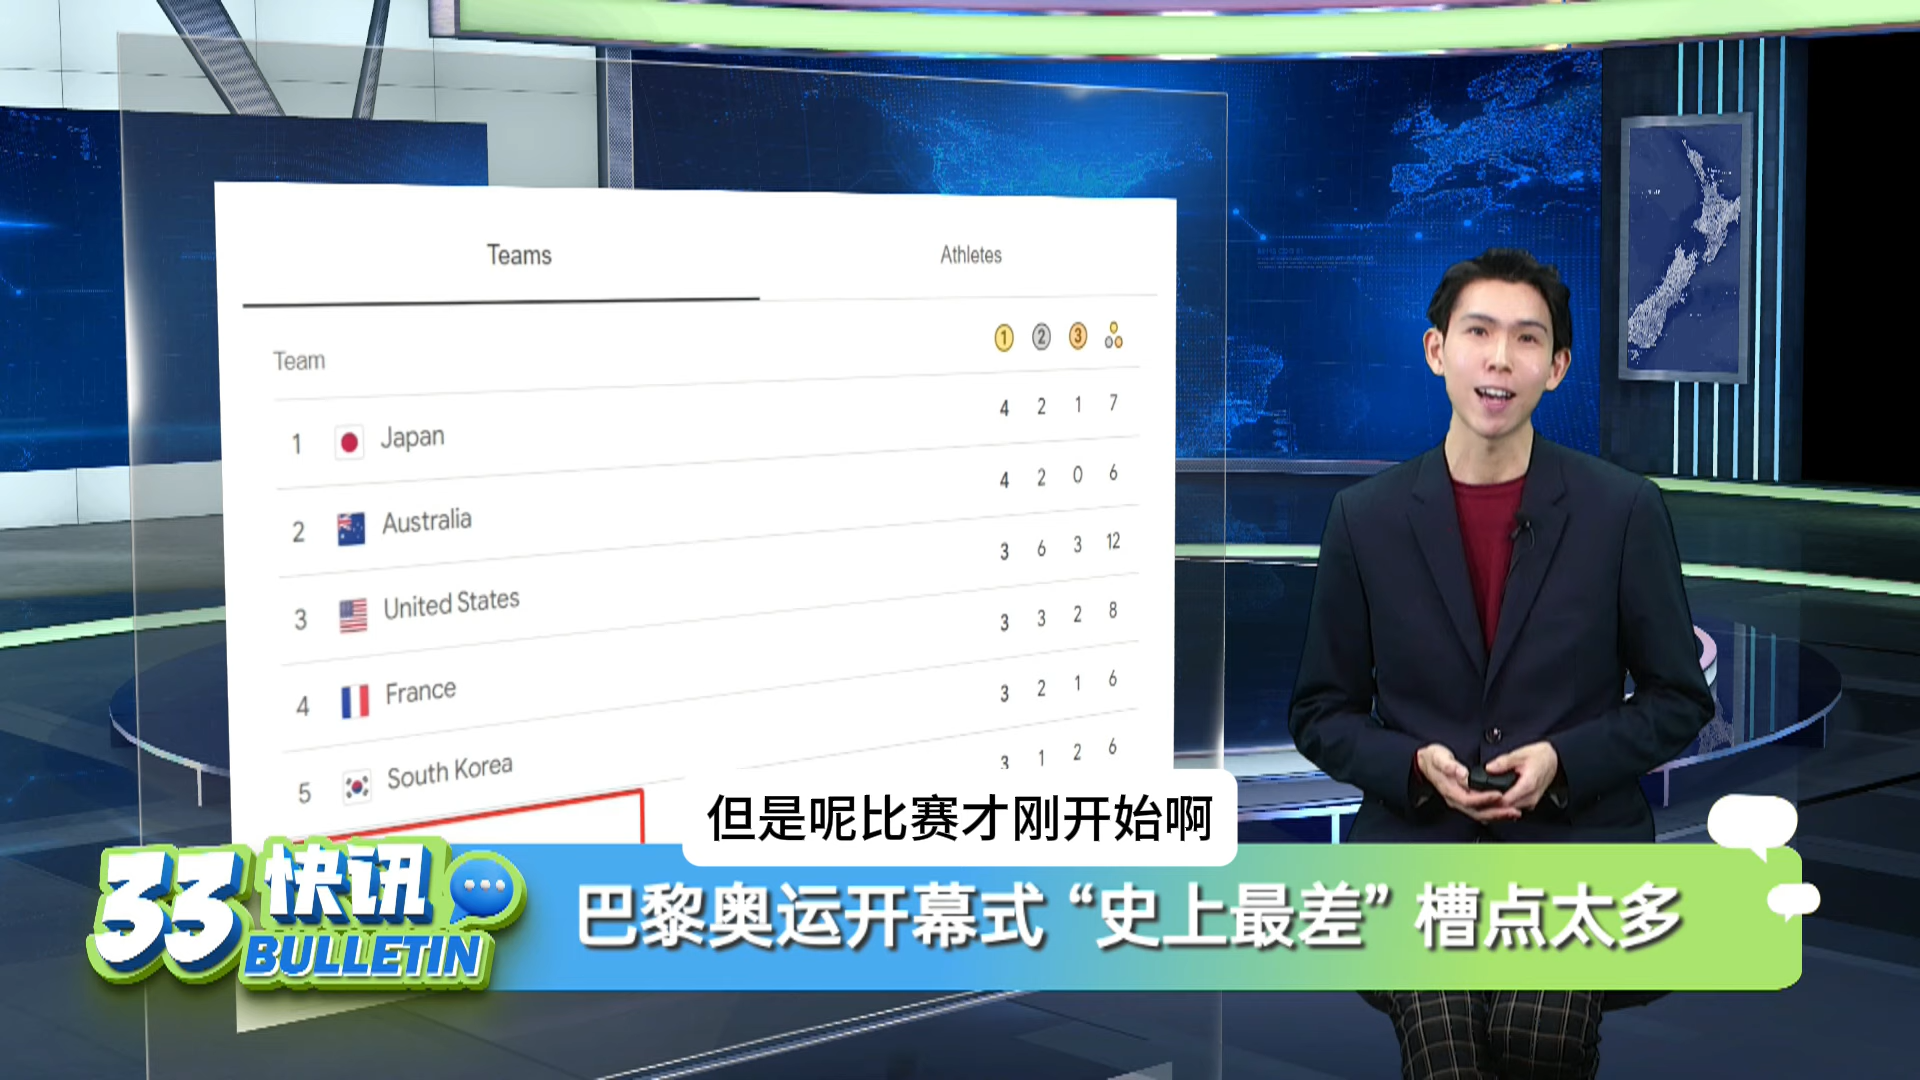 Teams
Athletes
Team
1 2 3
1 Japan 4 2 1 7
2 Australia 4 2 0 6
3 United States 3 6 3 12
4 France 3 3 2 8
5 South Korea 3 2 1 6
3 1 2 6
但是呢比赛才刚开始啊
33快讯
BULLETIN
巴黎奥运开幕式“史上最差”槽点太多